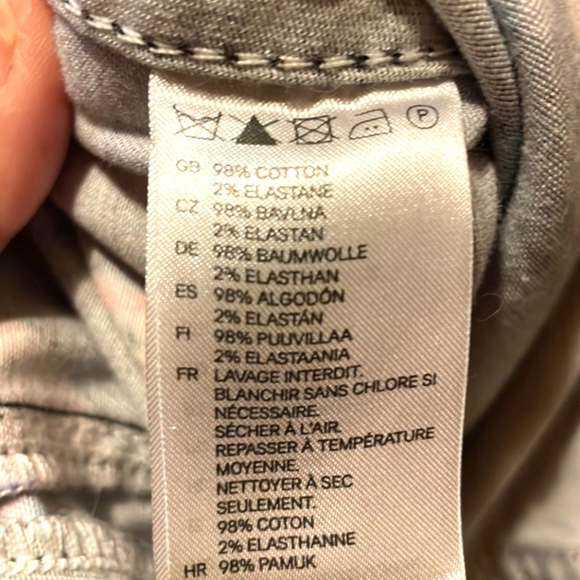 P
GB 98% COTTON
2% ELASTANE
CZ 98% BAVLNA
2% ELASTAN
DE 98% BAUMWOLLE
2% ELASTHAN
ES 98% ALGODÓN
2% ELASTÁN
FI 98% PUUVILLAA
2% ELASTAANIA
FR LAVAGE INTERDIT.
BLANCHIR SANS CHLORE SI
NÉCESSAIRE.
SÉCHER À L'AIR.
REPASSER À TEMPÉRATURE
MOYENNE.
NETTOYER À SEC
SEULEMENT.
98% COTON
2% ELASTHANNE
HR 98% PAMUK